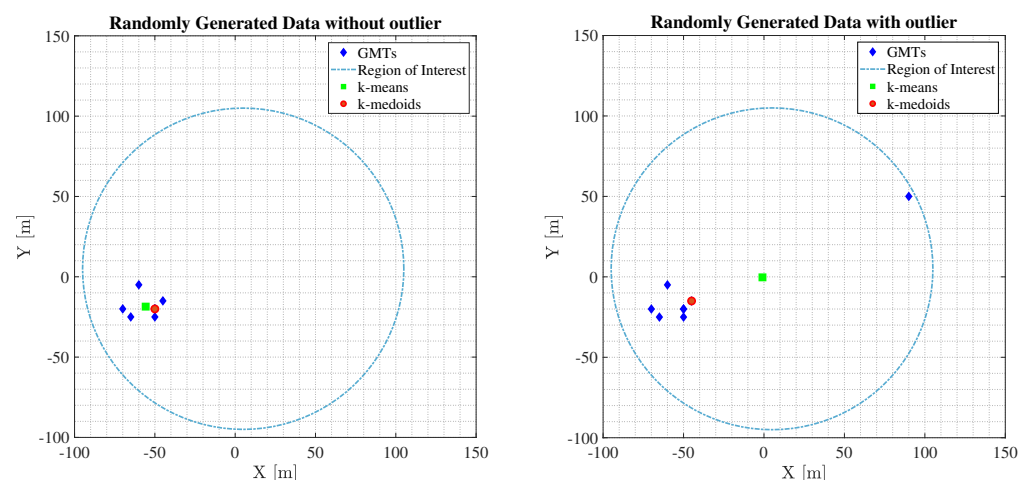 Randomly Generated Data without outlier
150
100
50
0
-50
-100
Y [m]
-100 -50 0 50 100 150
X [m]
GMTs
Region of Interest
k-means
k-medoids
Randomly Generated Data with outlier
150
100
50
0
-50
-100
Y [m]
-100 -50 0 50 100 150
X [m]
GMTs
Region of Interest
k-means
k-medoids